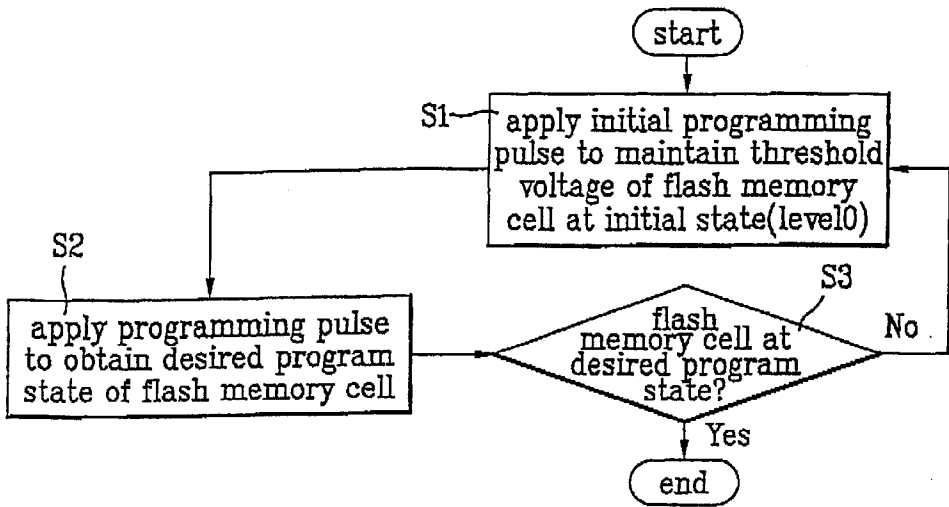 start
S1
apply initial programming
pulse to maintain threshold
voltage of flash memory
cell at initial state(level0)
S2
apply programming pulse
to obtain desired program
state of flash memory cell
S3
flash
memory cell at
desired program
state?
No
Yes
end